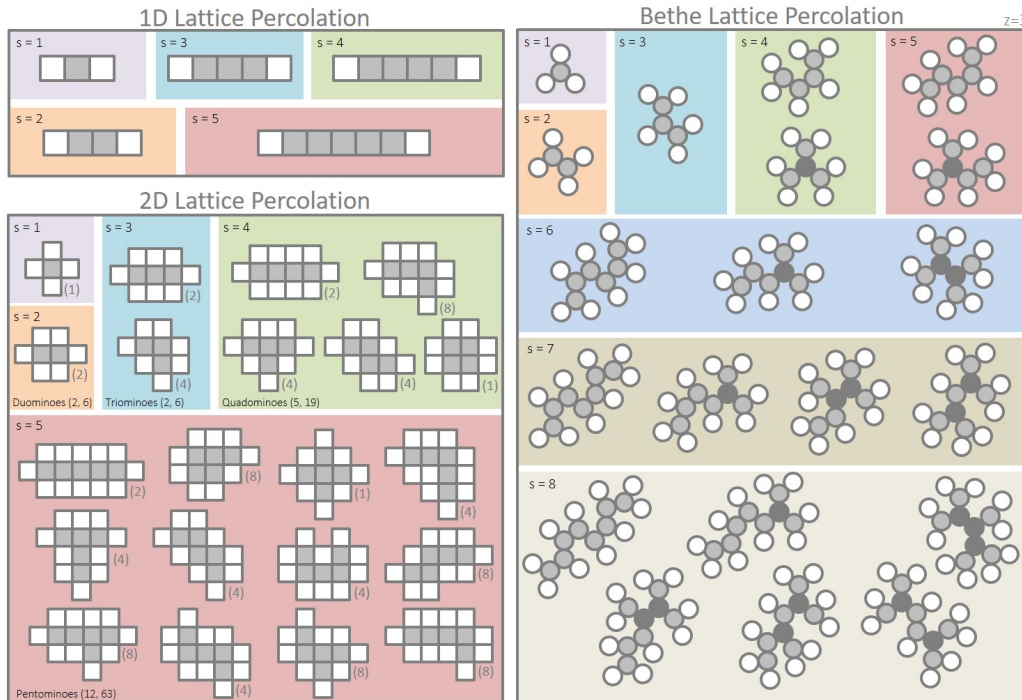 1D Lattice Percolation
s = 1
s = 3
s = 4
s = 2
s = 5
2D Lattice Percolation
s = 1
(1)
s = 2
(2)
Duominoes (2, 6)
s = 3
(2)
(4)
Triominoes (2, 6)
s = 4
(2)
(8)
(4)
(4)
(1)
Quadominoes (5, 19)
s = 5
(2)
(8)
(1)
(4)
(4)
(4)
(4)
(8)
(8)
(4)
(8)
(8)
Pentominoes (12, 63)
Bethe Lattice Percolation
z=
s = 1
s = 2
s = 3
s = 4
s = 5
s = 6
s = 7
s = 8